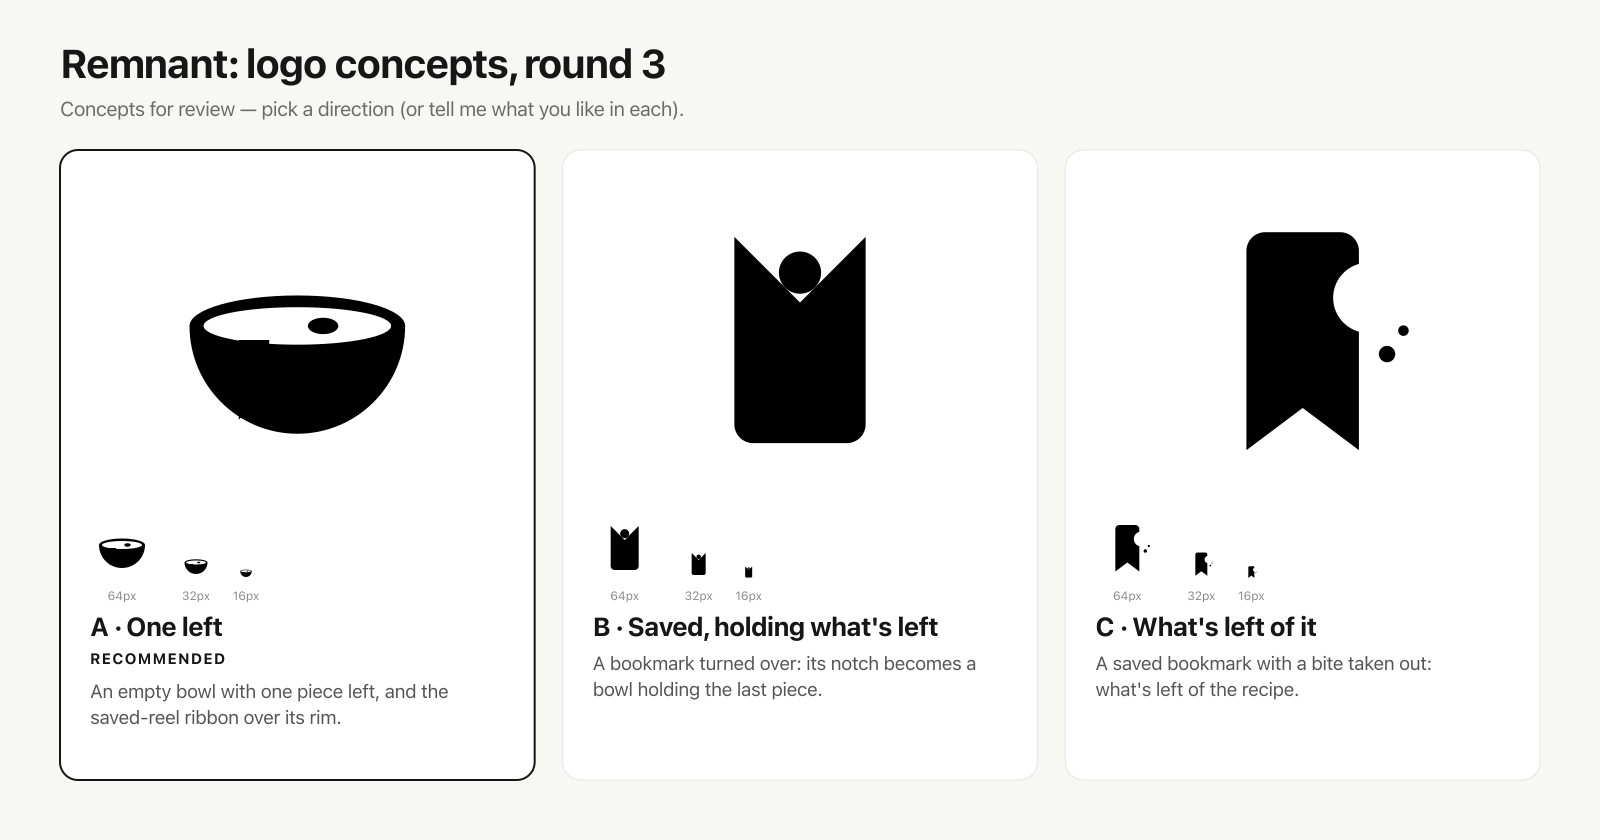 Remnant: logo concepts, round 3
Concepts for review — pick a direction (or tell me what you like in each).
64px 32px 16px
A · One left
RECOMMENDED
An empty bowl with one piece left, and the
saved-reel ribbon over its rim.
64px 32px 16px
B · Saved, holding what's left
A bookmark turned over: its notch becomes a
bowl holding the last piece.
64px 32px 16px
C · What's left of it
A saved bookmark with a bite taken out:
what's left of the recipe.